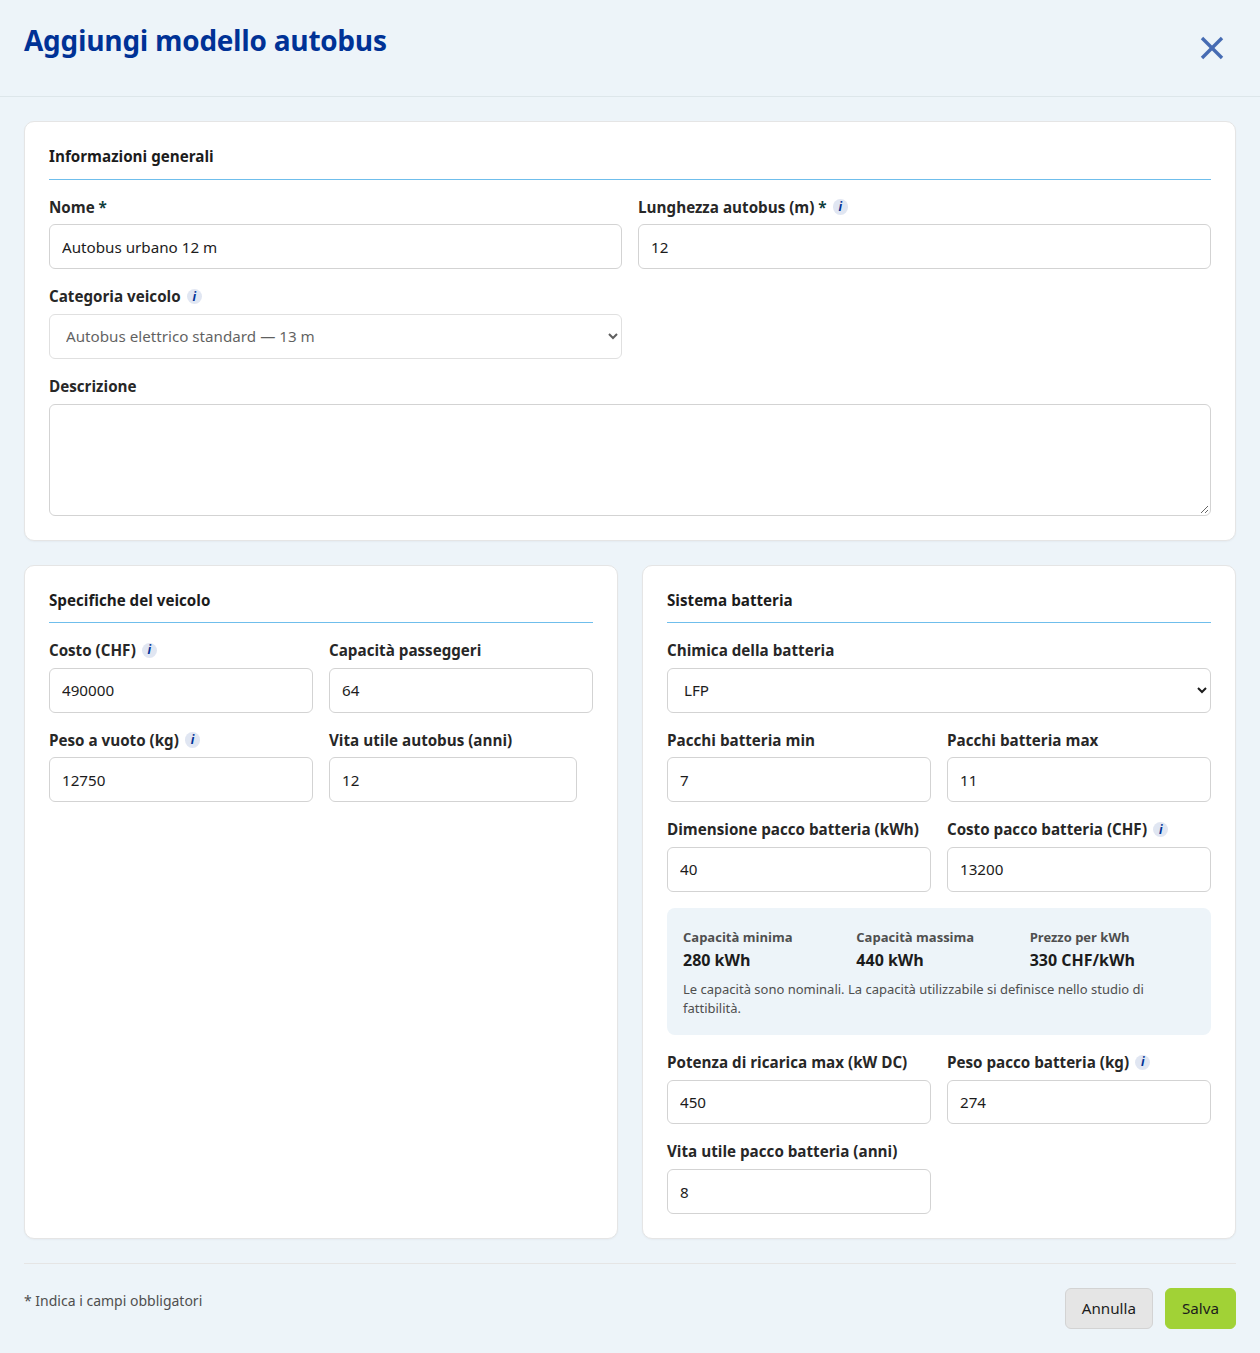 Aggiungi modello autobus
Informazioni generali
Nome *
Lunghezza autobus (m) * i
Autobus urbano 12 m
12
Categoria veicolo i
Autobus elettrico standard — 13 m
Descrizione
Specifiche del veicolo
Costo (CHF) i
Capacità passeggeri
490000
64
Peso a vuoto (kg) i
Vita utile autobus (anni)
12750
12
Sistema batteria
Chimica della batteria
LFP
Pacchi batteria min
Pacchi batteria max
7
11
Dimensione pacco batteria (kWh)
Costo pacco batteria (CHF) i
40
13200
Capacità minima
Capacità massima
Prezzo per kWh
280 kWh
440 kWh
330 CHF/kWh
Le capacità sono nominali. La capacità utilizzabile si definisce nello studio di
fattibilità.
Potenza di ricarica max (kW DC)
Peso pacco batteria (kg) i
450
274
Vita utile pacco batteria (anni)
8
* Indica i campi obbligatori
Annulla
Salva